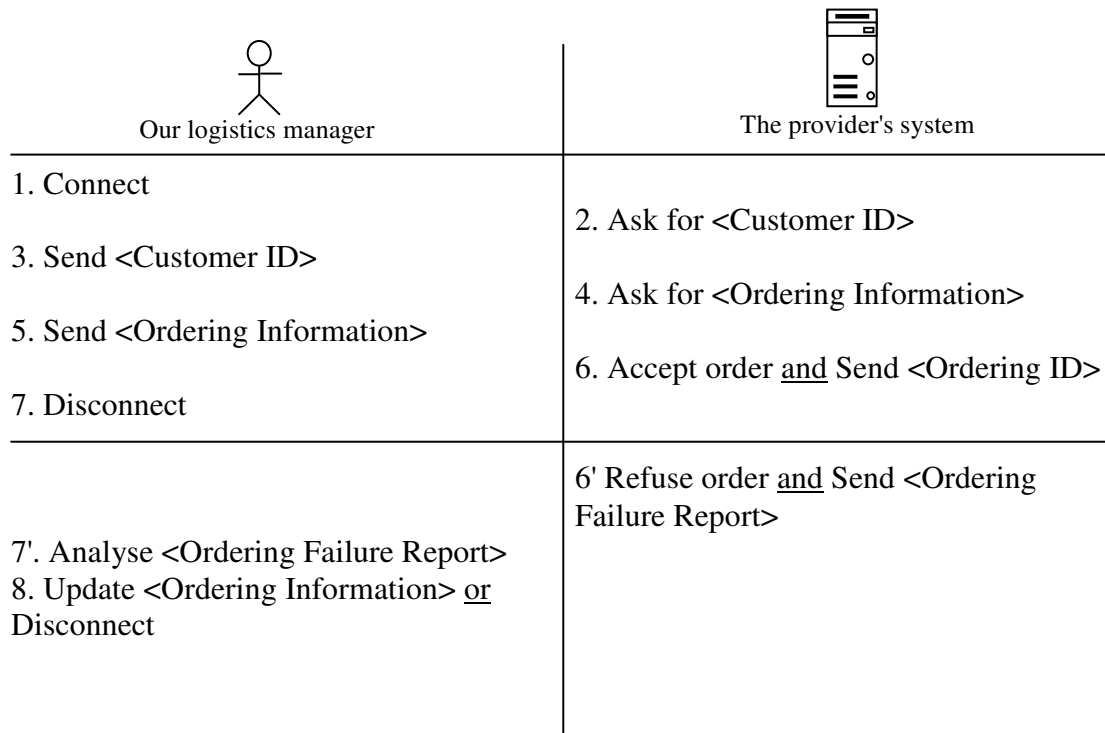 Our logistics manager
The provider's system
1. Connect
2. Ask for <Customer ID>
3. Send <Customer ID>
4. Ask for <Ordering Information>
5. Send <Ordering Information>
6. Accept order and Send <Ordering ID>
7. Disconnect
6' Refuse order and Send <Ordering
Failure Report>
7'. Analyse <Ordering Failure Report>
8. Update <Ordering Information> or
Disconnect